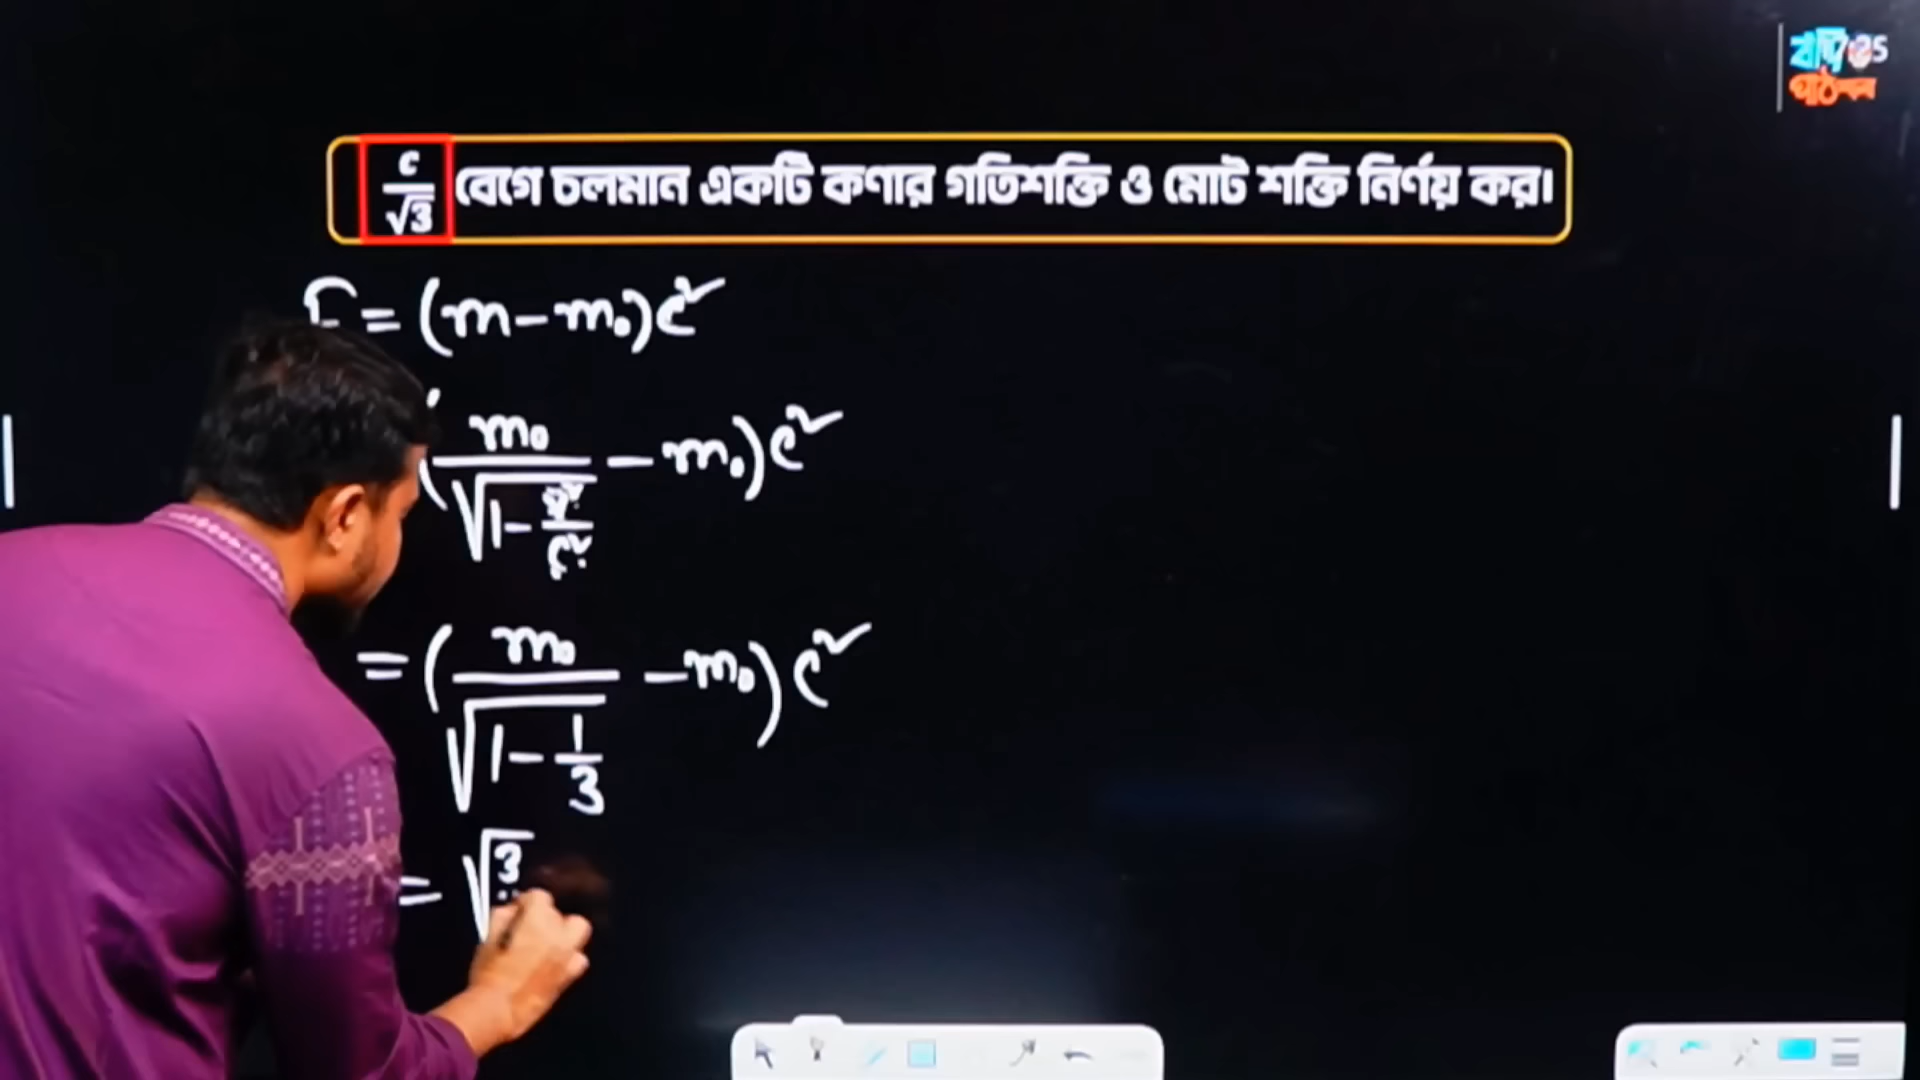 c/√3 বেগে চলমান একটি কণার গতিশক্তি ও মোট শক্তি নির্ণয় কর।
= (m - m₀)c²
(m₀/√(1 - v²/c²) - m₀)c²
= (m₀/√(1 - 1/3) - m₀)c²
= √3
পাঠশালা